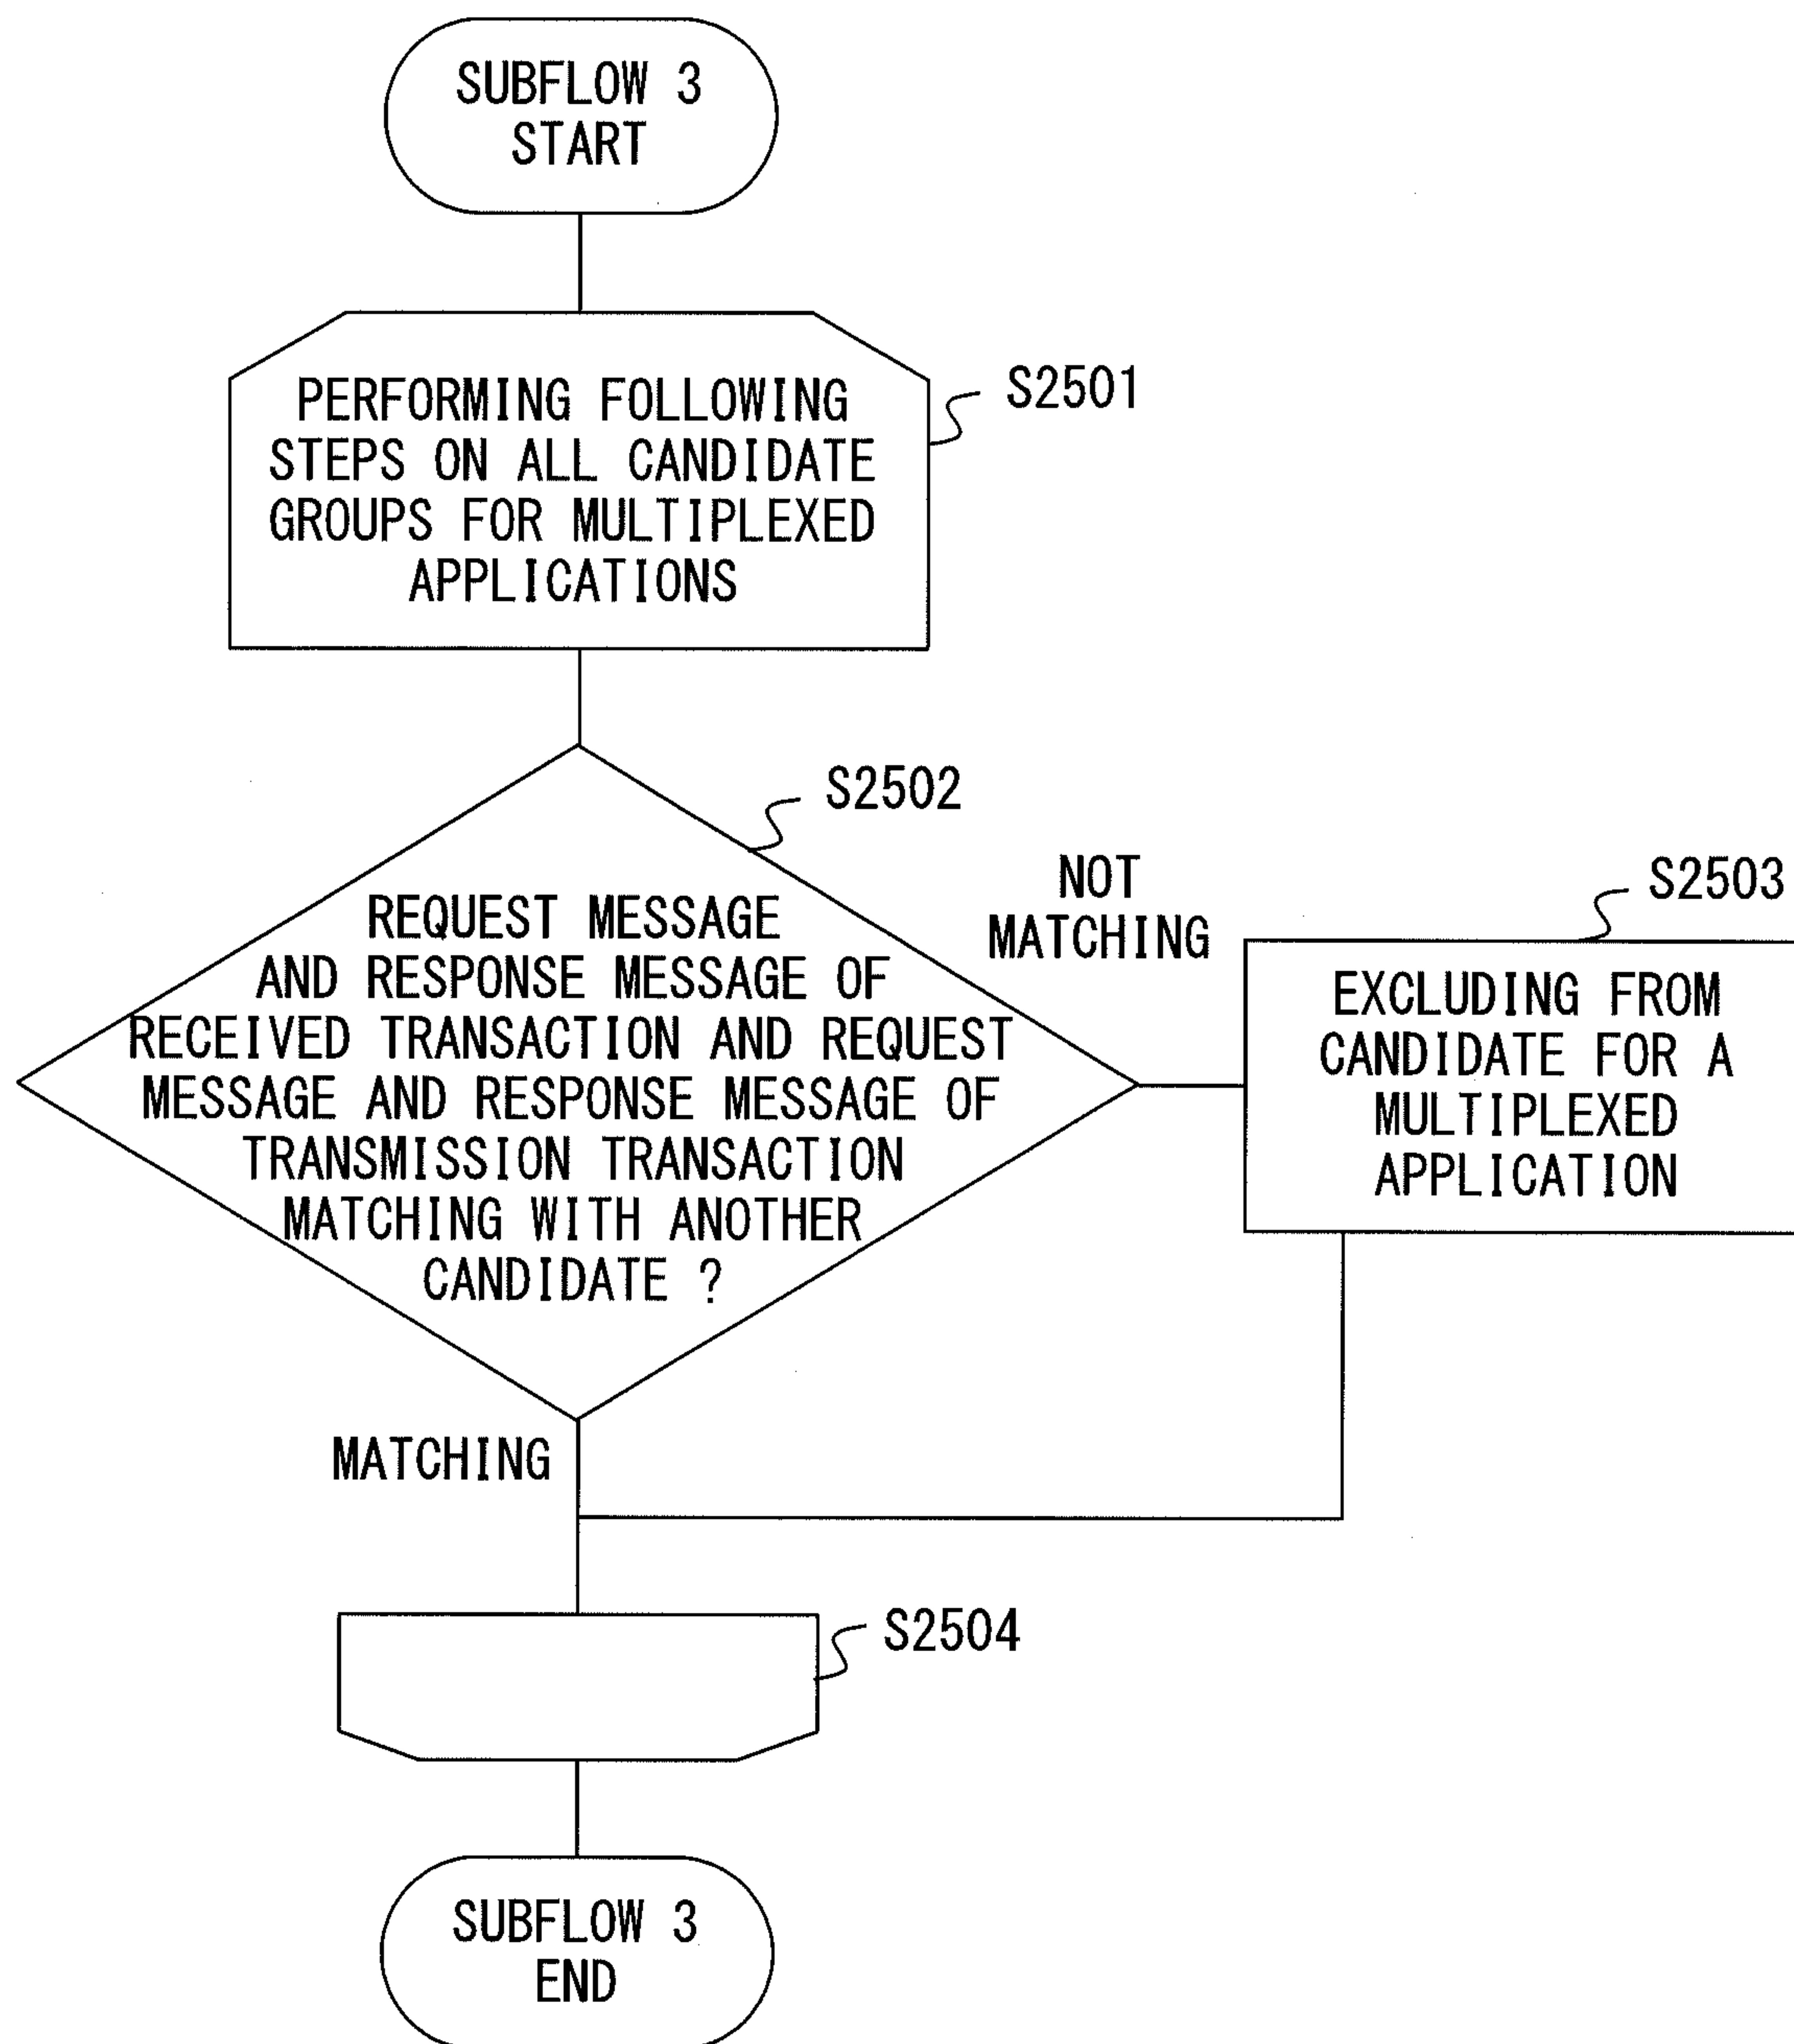 SUBFLOW 3
START
PERFORMING FOLLOWING
STEPS ON ALL CANDIDATE
GROUPS FOR MULTIPLEXED
APPLICATIONS
S2501
S2502
REQUEST MESSAGE
AND RESPONSE MESSAGE OF
RECEIVED TRANSACTION AND REQUEST
MESSAGE AND RESPONSE MESSAGE OF
TRANSMISSION TRANSACTION
MATCHING WITH ANOTHER
CANDIDATE ?
NOT
MATCHING
S2503
EXCLUDING FROM
CANDIDATE FOR A
MULTIPLEXED
APPLICATION
MATCHING
S2504
SUBFLOW 3
END